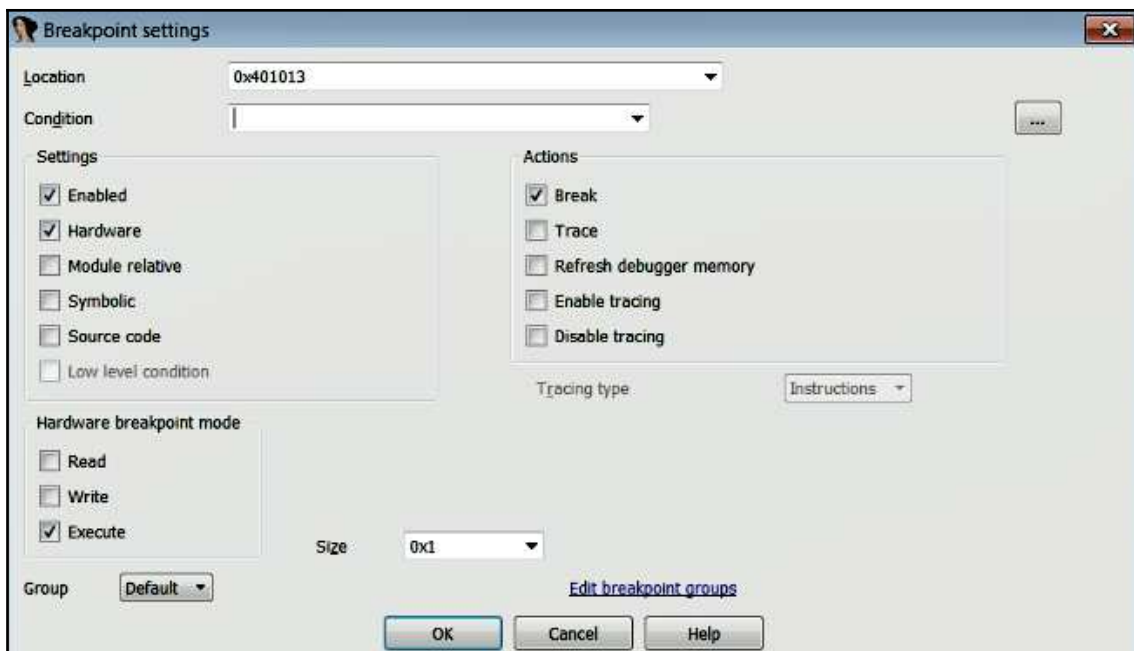 Breakpoint settings
Location 0x401013
Condition ...
Settings
Enabled
Hardware
Module relative
Symbolic
Source code
Low level condition
Actions
Break
Trace
Refresh debugger memory
Enable tracing
Disable tracing
Tracing type Instructions
Hardware breakpoint mode
Read
Write
Execute
Size 0x1
Group Default Edit breakpoint groups
OK Cancel Help